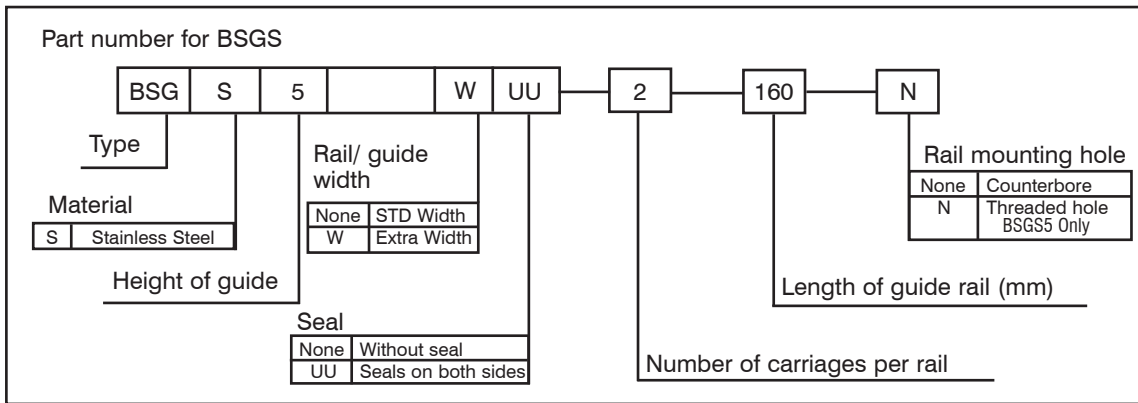 Part number for BSGS
BSG S 5 W UU 2 160 N
Type
Rail/ guide
width
None STD Width
W Extra Width
Rail mounting hole
None Counterbore
N Threaded hole
BSGS5 Only
Material
S Stainless Steel
Height of guide
Length of guide rail (mm)
Seal
None Without seal
UU Seals on both sides
Number of carriages per rail